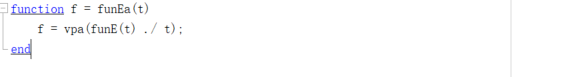 function f = funEa(t)
f = vpa(funE(t) ./ t);
end